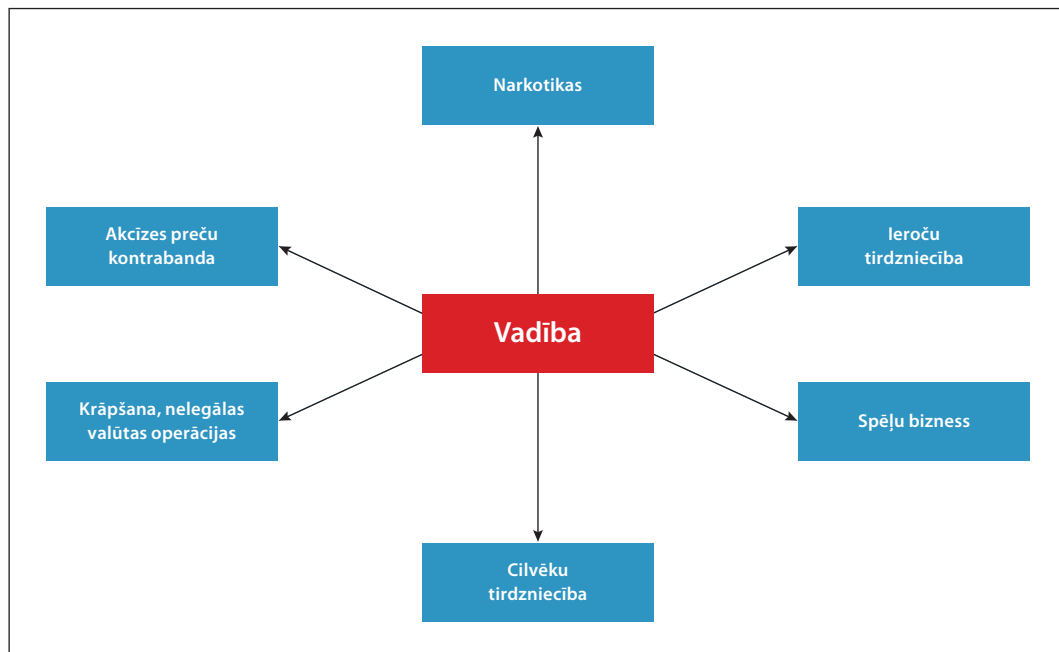 Narkotikas
Akcīzes preču
kontrabanda
Ieroču
tirdzniecība
Vadība
Krāpšana, nelegālas
valūtas operācijas
Spēļu bizness
Cilvēku
tirdzniecība